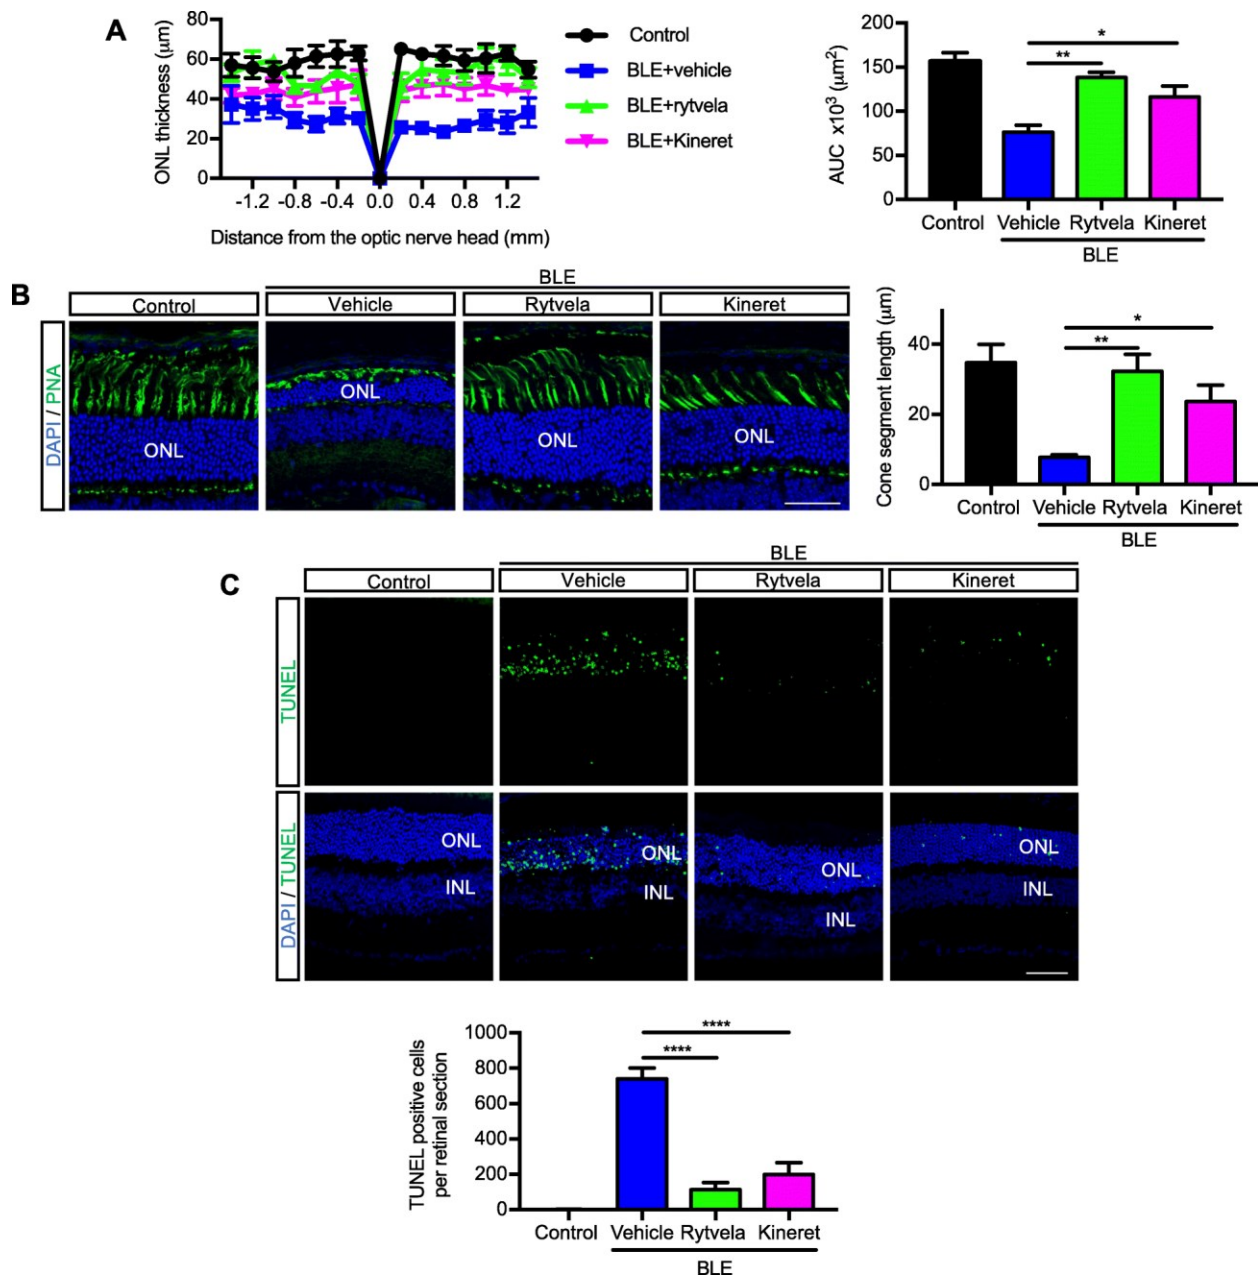 A
ONL thickness (μm)
80
60
40
20
0
-1.2 -0.8 -0.4 0.0 0.4 0.8 1.2
Distance from the optic nerve head (mm)
Control
BLE+vehicle
BLE+rytvela
BLE+Kineret
AUC x10³ (μm²)
200
150
100
50
0
* 
**
Control Vehicle Rytvela Kineret
BLE
B
BLE
Control Vehicle Rytvela Kineret
DAPI / PNA
ONL ONL ONL ONL
Cone segment length (μm)
40
20
0
*
**
Control Vehicle Rytvela Kineret
BLE
C
BLE
Control Vehicle Rytvela Kineret
TUNEL
DAPI / TUNEL
ONL ONL ONL ONL
INL INL INL INL
TUNEL positive cells
per retinal section
1000
800
600
400
200
0
****
****
Control Vehicle Rytvela Kineret
BLE